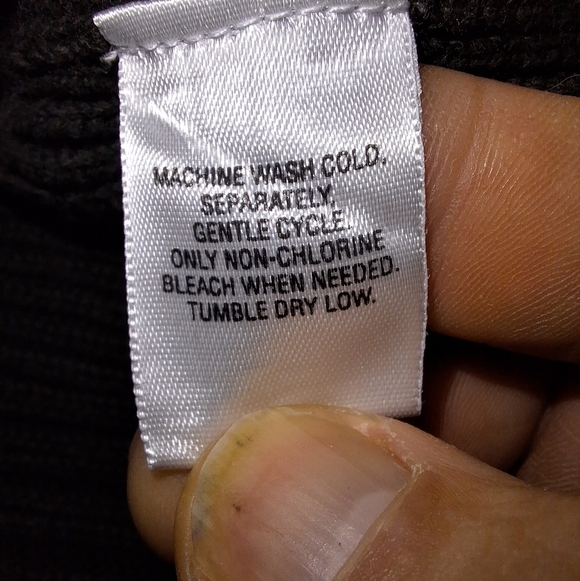 MACHINE WASH COLD.
SEPARATELY.
GENTLE CYCLE.
ONLY NON-CHLORINE
BLEACH WHEN NEEDED.
TUMBLE DRY LOW.